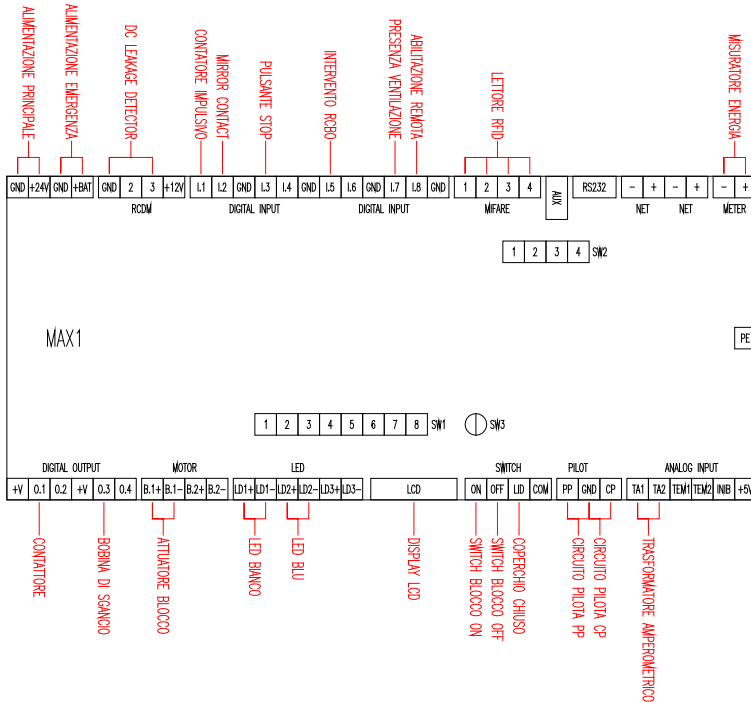 ALIMENTAZIONE PRINCIPALE
ALIMENTAZIONE EMERGENZA
DC LEAKAGE DETECTOR
CONTATORE IMPULSIVO
MIRROR CONTACT
PULSANTE STOP
INTERVENTO RCBO
PRESENZA VENTILAZIONE
ABILITAZIONE REMOTA
LETTORE RFID
MISURATORE ENERGIA
GND +24V GND +BAT GND 2 3 +12V I.1 I.2 GND I.3 I.4 GND I.5 I.6 GND I.7 I.8 GND 1 2 3 4 AUX RS232 - + - + - +
RCDM DIGITAL INPUT DIGITAL INPUT MIFARE NET NET METER
1 2 3 4 SW2
MAX1
PE
1 2 3 4 5 6 7 8 SW1 SW3
DIGITAL OUTPUT MOTOR LED SWITCH PILOT ANALOG INPUT
+V 0.1 0.2 +V 0.3 0.4 B.1+ B.1- B.2+ B.2- LD1+ LD1- LD2+ LD2- LD3+ LD3- LCD ON OFF LID COM PP GND CP TA1 TA2 TEM1 TEM2 INIB +5V
CONTATTORE
BOBINA DI SGANCIO
ATTUATORE BLOCCO
LED BIANCO
LED BLU
DISPLAY LCD
SWITCH BLOCCO ON
SWITCH BLOCCO OFF
COPERCHIO CHIUSO
CIRCUITO PILOTA PP
CIRCUITO PILOTA CP
TRASFORMATORE AMPEROMETRICO